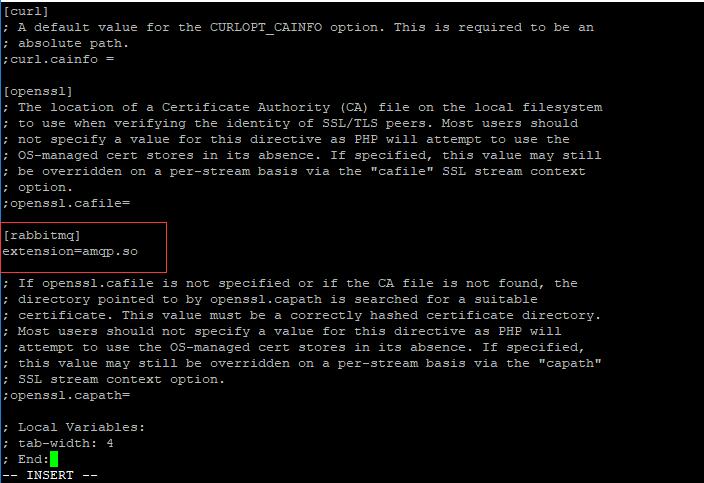 [curl]
; A default value for the CURLOPT_CAINFO option. This is required to be an
; absolute path.
;curl.cainfo =
[openssl]
; The location of a Certificate Authority (CA) file on the local filesystem
; to use when verifying the identity of SSL/TLS peers. Most users should
; not specify a value for this directive as PHP will attempt to use the
; OS-managed cert stores in its absence. If specified, this value may still
; be overridden on a per-stream basis via the "cafile" SSL stream context
; option.
;openssl.cafile=
[rabbitmq]
extension=amqp.so
; If openssl.cafile is not specified or if the CA file is not found, the
; directory pointed to by openssl.capath is searched for a suitable
; certificate. This value must be a correctly hashed certificate directory.
; Most users should not specify a value for this directive as PHP will
; attempt to use the OS-managed cert stores in its absence. If specified,
; this value may still be overridden on a per-stream basis via the "capath"
; SSL stream context option.
;openssl.capath=
; Local Variables:
; tab-width: 4
; End:
-- INSERT --